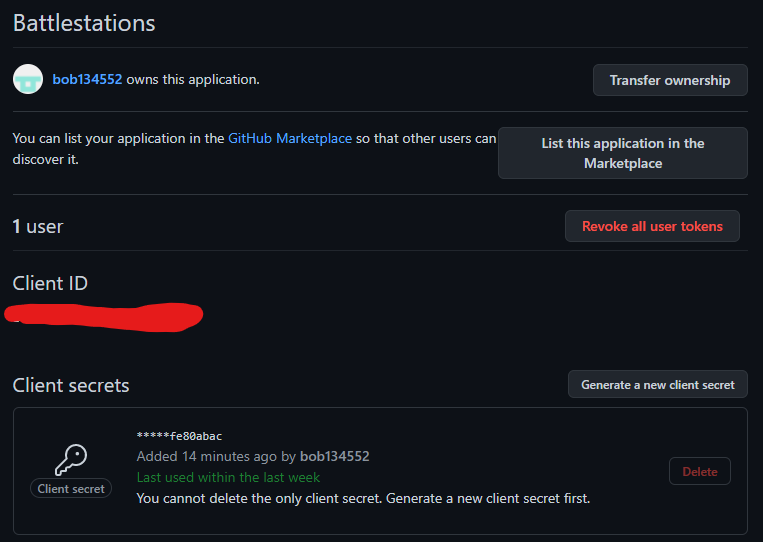 Battlestations
bob134552 owns this application.
Transfer ownership
You can list your application in the GitHub Marketplace so that other users can
discover it.
List this application in the
Marketplace
1 user
Revoke all user tokens
Client ID
Client secrets
Generate a new client secret
*****fe80abac
Added 14 minutes ago by bob134552
Last used within the last week
You cannot delete the only client secret. Generate a new client secret first.
Client secret
Delete